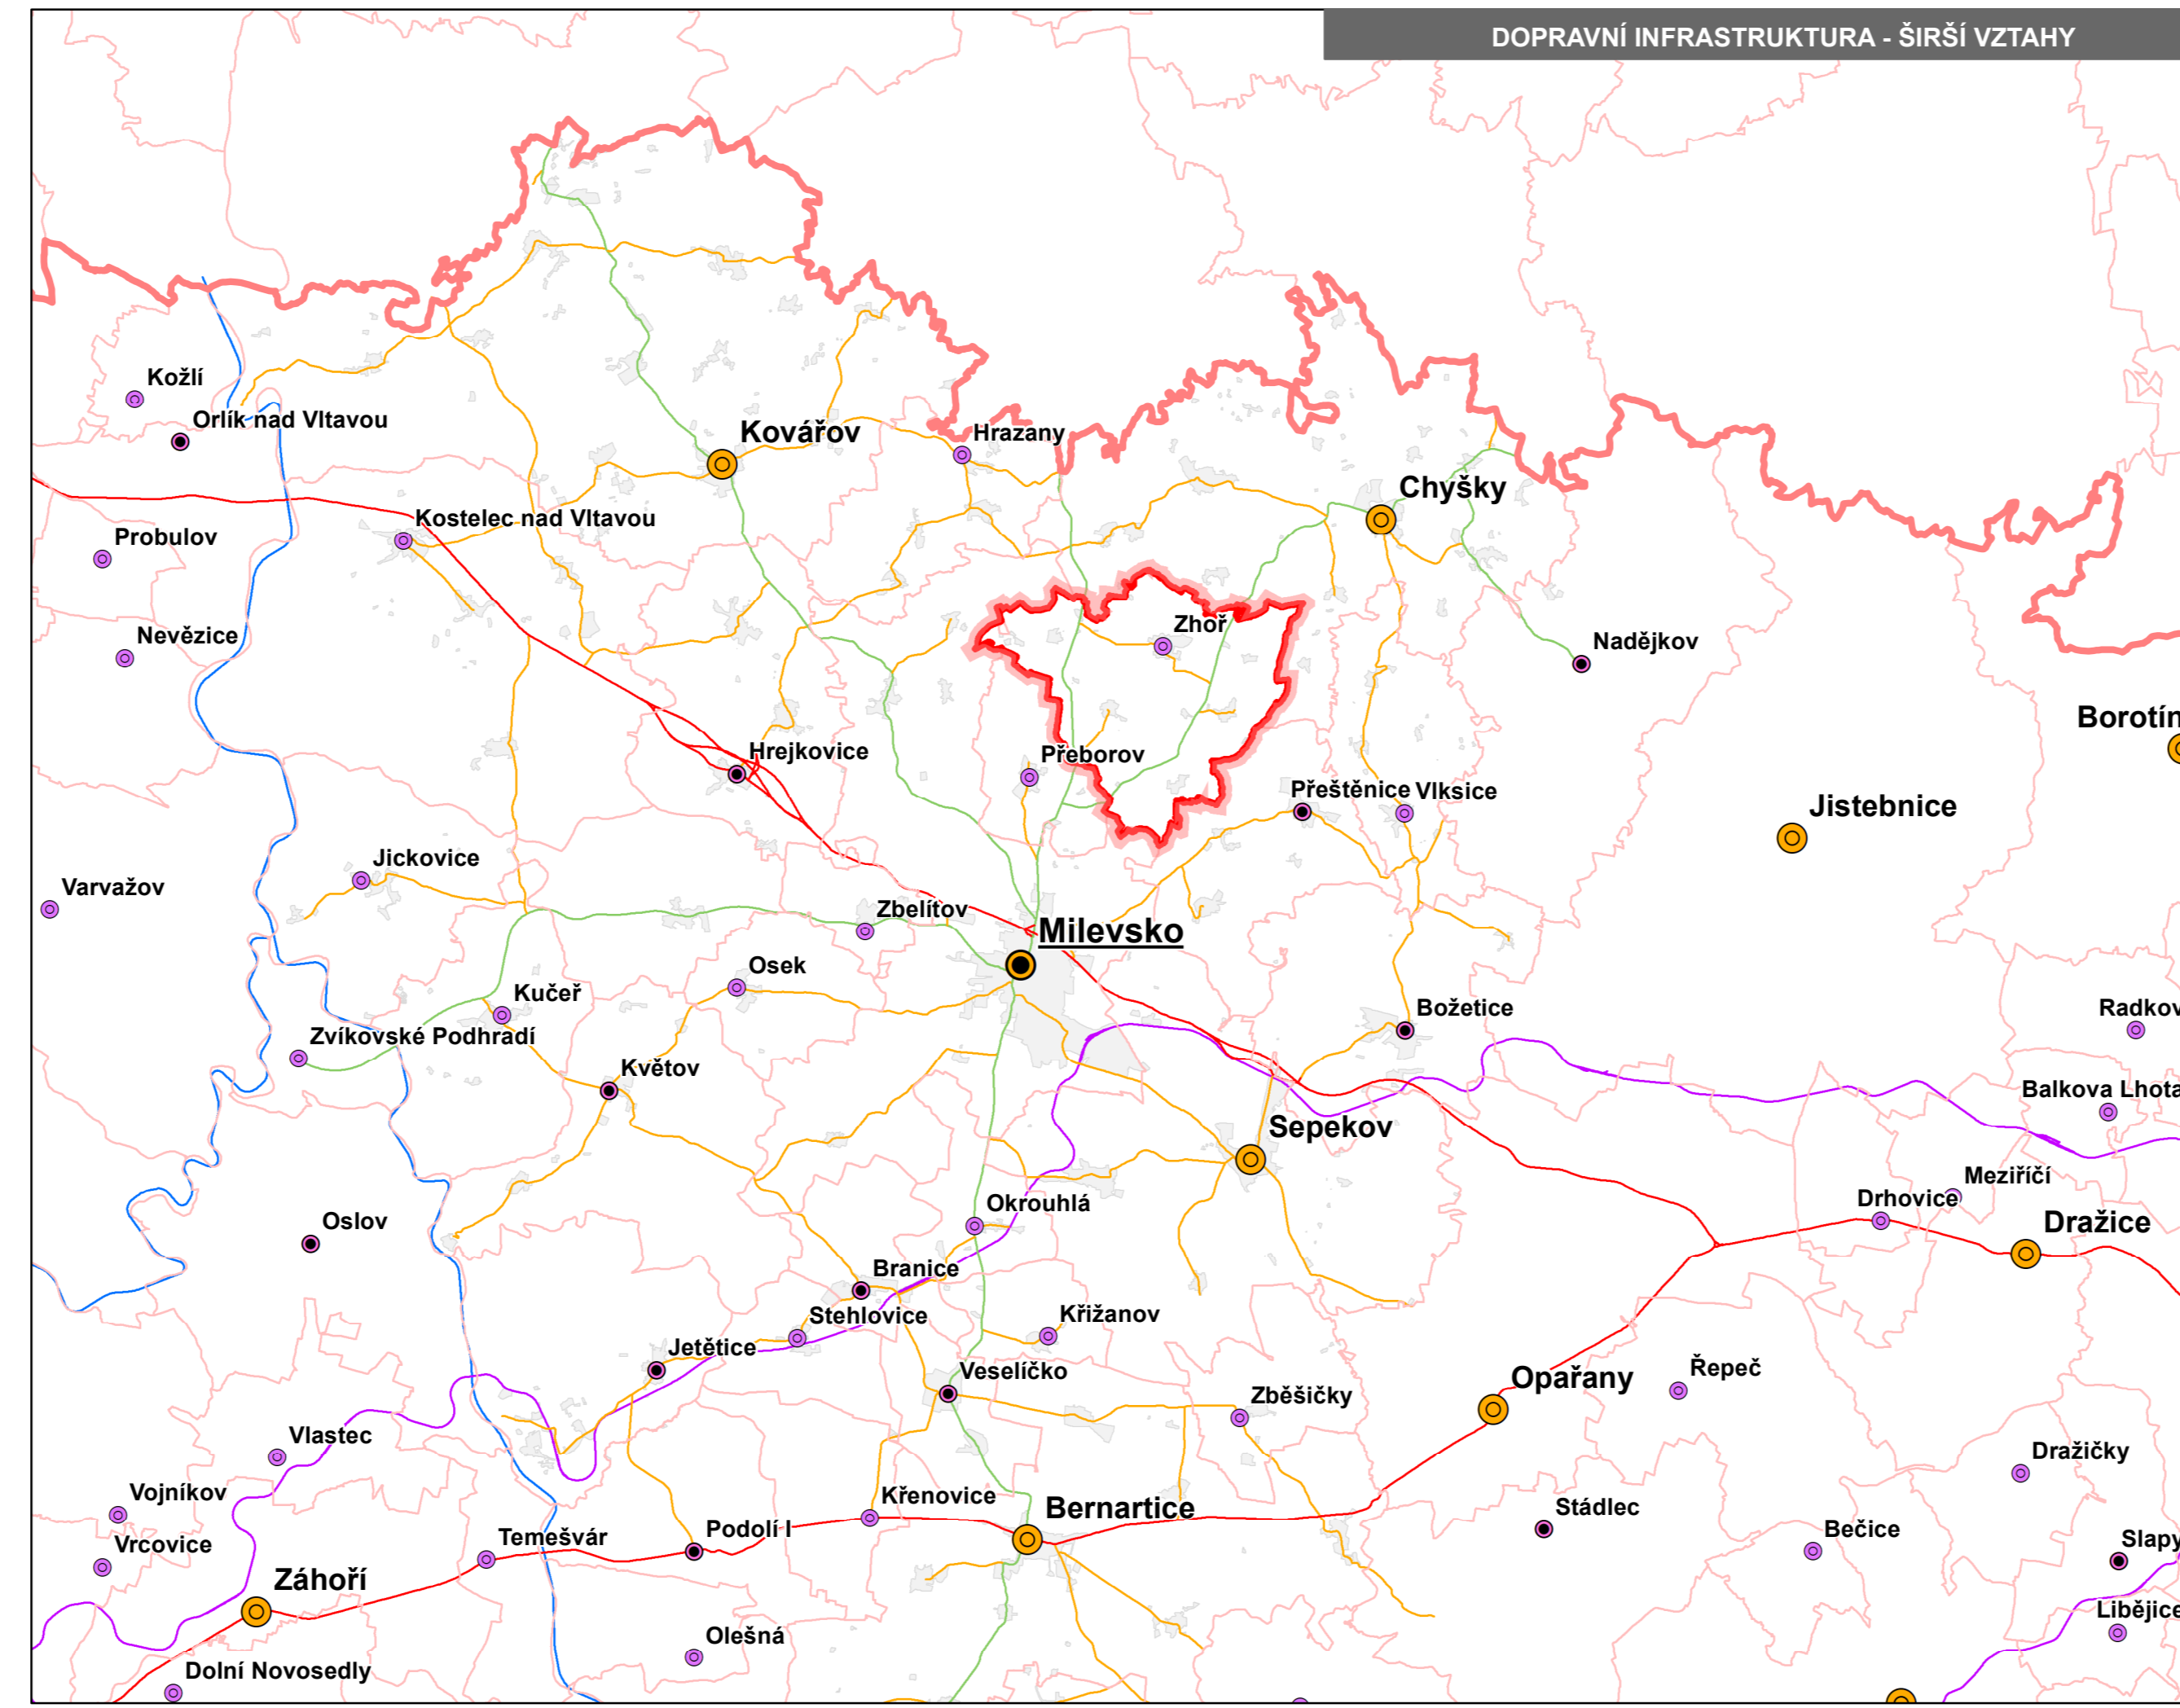 DOPRAVNÍ INFRASTRUKTURA - ŠIRŠÍ VZTAHY
Kožlí
Orlík nad Vltavou
Kovářov
Hrazany
Chyšky
Kostelec nad Vltavou
Probulov
Zhoř
Nevězice
Nadějkov
Borotín
Hrejkovice
Přeborov
Přeštěnice
Vlksice
Jistebnice
Jickovice
Varvažov
Zbelítov
Milevsko
Osek
Kučeř
Božetice
Radkov
Zvíkovské Podhradí
Květov
Balkova Lhota
Sepekov
Meziříčí
Drhovice
Okrouhlá
Oslov
Dražice
Branice
Stehlovice
Křižanov
Jetětice
Veselíčko
Řepeč
Opařany
Zběšičky
Vlastec
Dražičky
Vojníkov
Křenovice
Bernartice
Stádlec
Podolí I
Temešvár
Bečice
Vrcovice
Slapy
Záhoří
Libějice
Olešná
Dolní Novosedly